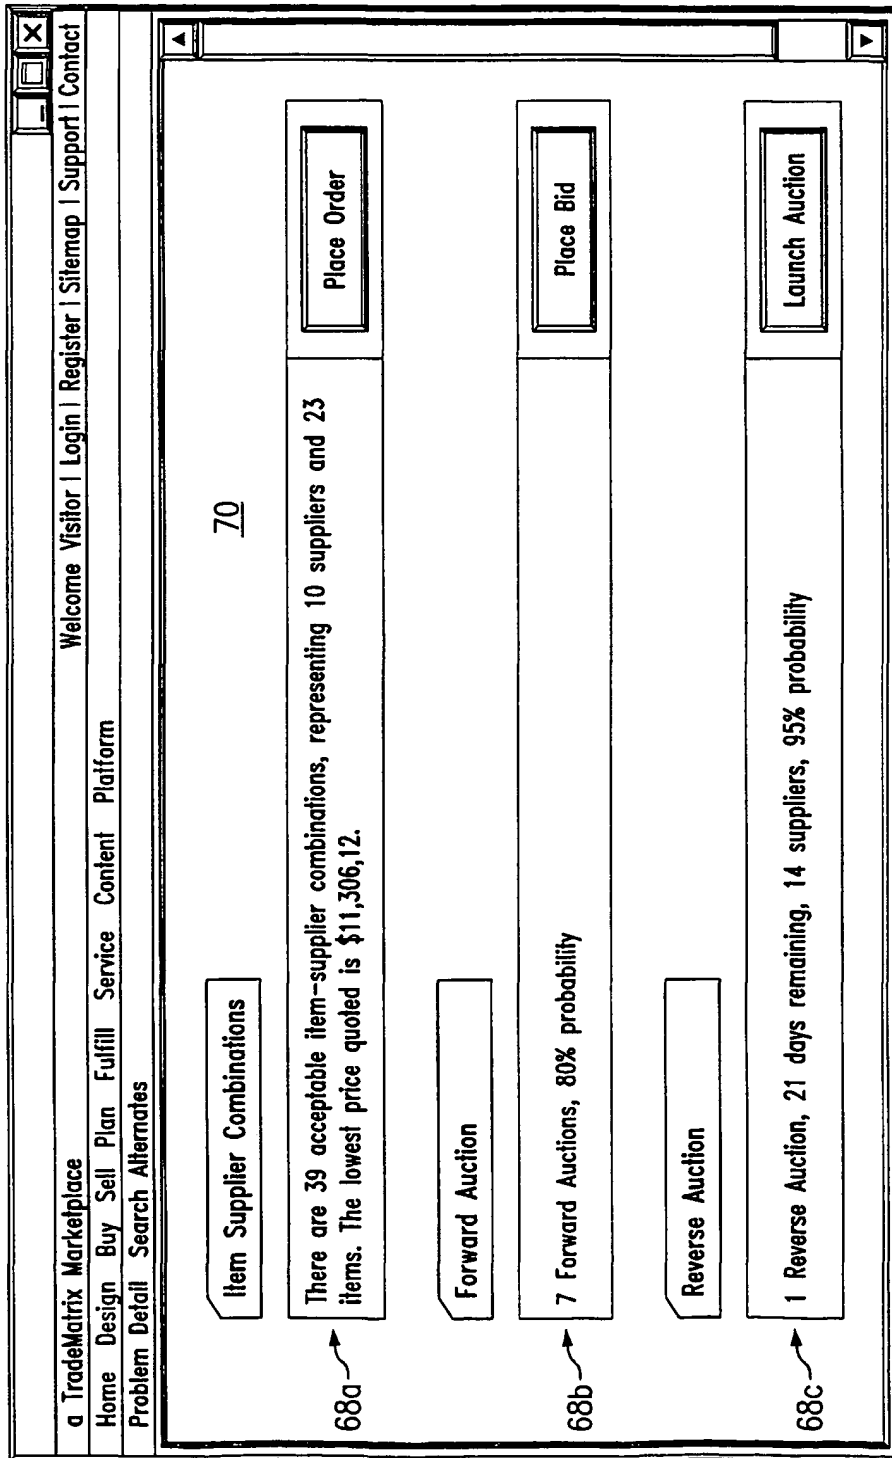 a TradeMatrix Marketplace Welcome Visitor | Login | Register | Sitemap | Support | Contact
Home Design Buy Sell Plan Fulfill Service Content Platform
Problem Detail Search Alternates
70
Item Supplier Combinations
68a
There are 39 acceptable item-supplier combinations, representing 10 suppliers and 23
items. The lowest price quoted is $11,306,12.
Place Order
Forward Auction
68b
7 Forward Auctions, 80% probability
Place Bid
Reverse Auction
68c
1 Reverse Auction, 21 days remaining, 14 suppliers, 95% probability
Launch Auction